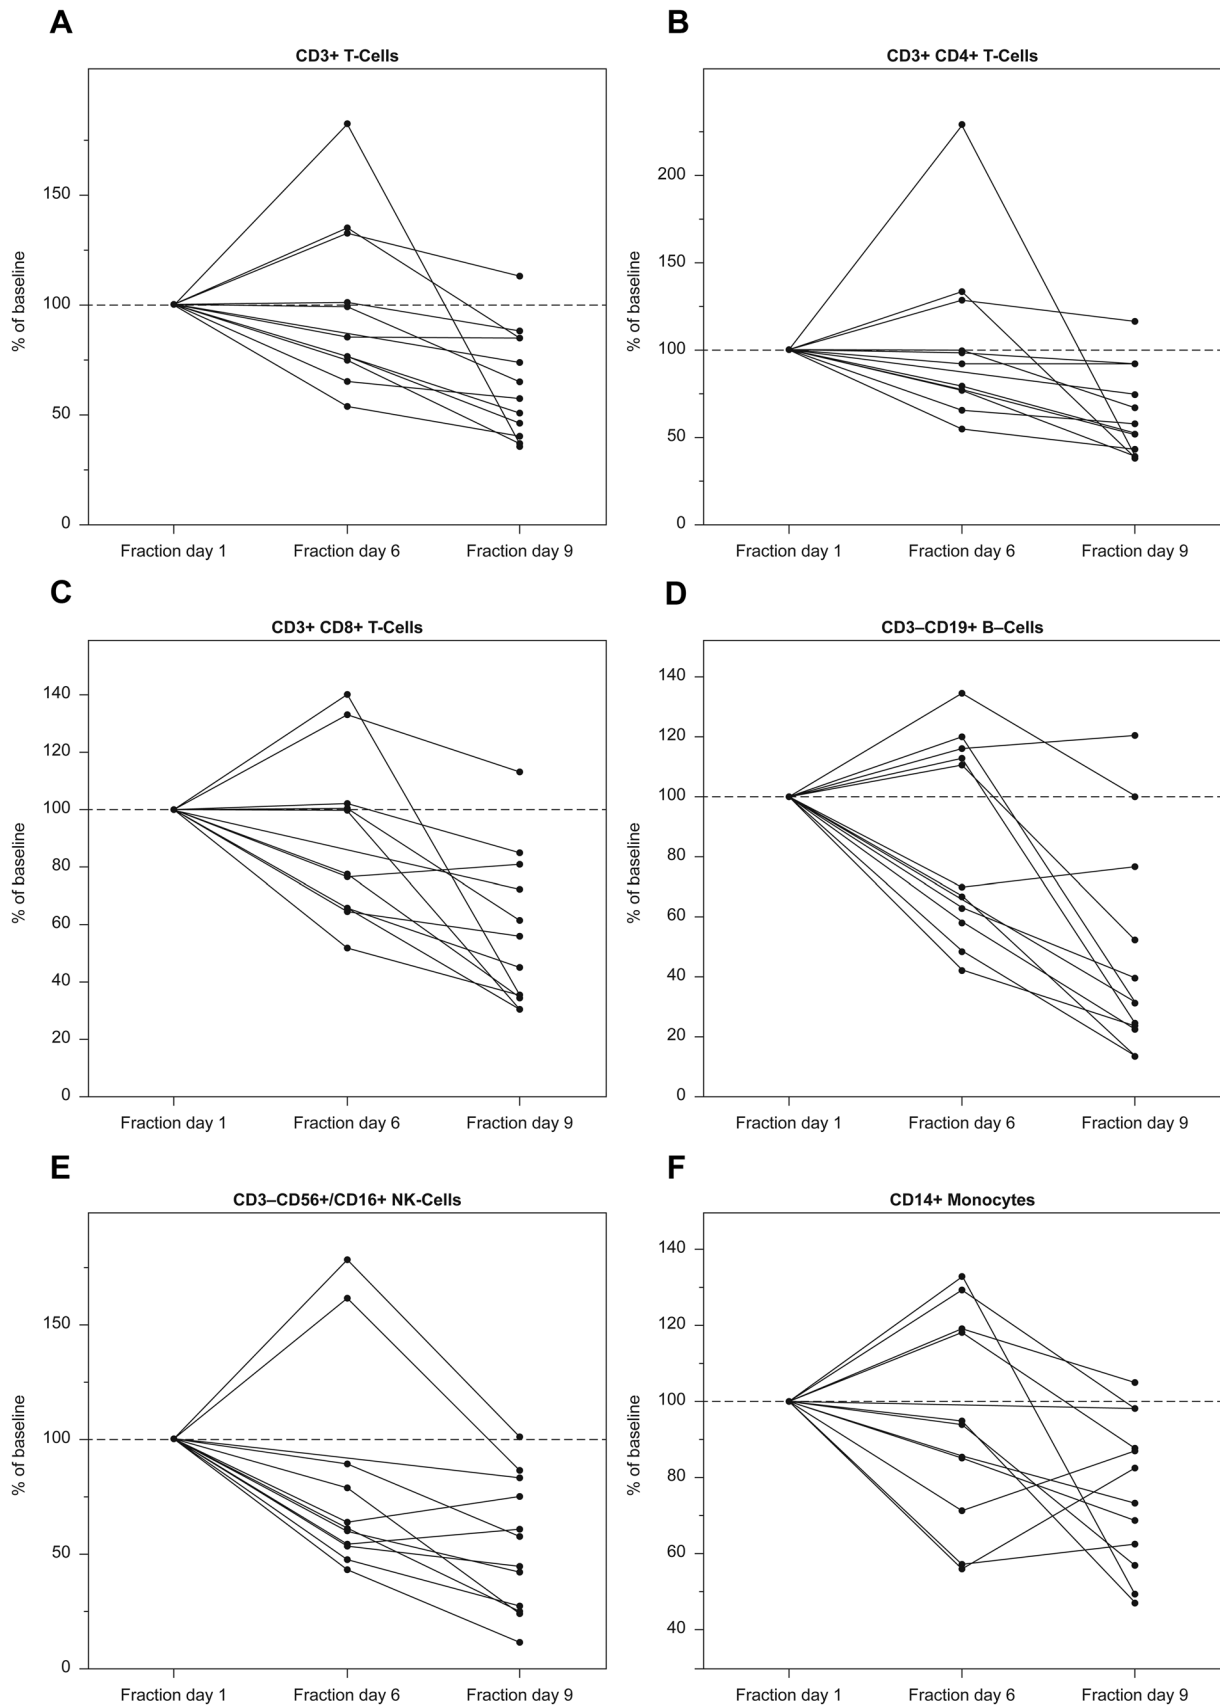 A
CD3+ T-Cells
% of baseline
150
100
50
0
Fraction day 1
Fraction day 6
Fraction day 9
B
CD3+ CD4+ T-Cells
% of baseline
200
150
100
50
0
Fraction day 1
Fraction day 6
Fraction day 9
C
CD3+ CD8+ T-Cells
% of baseline
140
120
100
80
60
40
20
0
Fraction day 1
Fraction day 6
Fraction day 9
D
CD3–CD19+ B–Cells
% of baseline
140
120
100
80
60
40
20
0
Fraction day 1
Fraction day 6
Fraction day 9
E
CD3–CD56+/CD16+ NK-Cells
% of baseline
150
100
50
0
Fraction day 1
Fraction day 6
Fraction day 9
F
CD14+ Monocytes
% of baseline
140
120
100
80
60
40
Fraction day 1
Fraction day 6
Fraction day 9